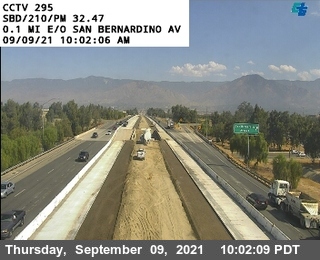 CCTV 295
SBD/210/PM 32.47
0.1 MI E/O SAN BERNARDINO AV
09/09/21 10:02:06 AM
Thursday, September 09, 2021 10:02:09 PDT